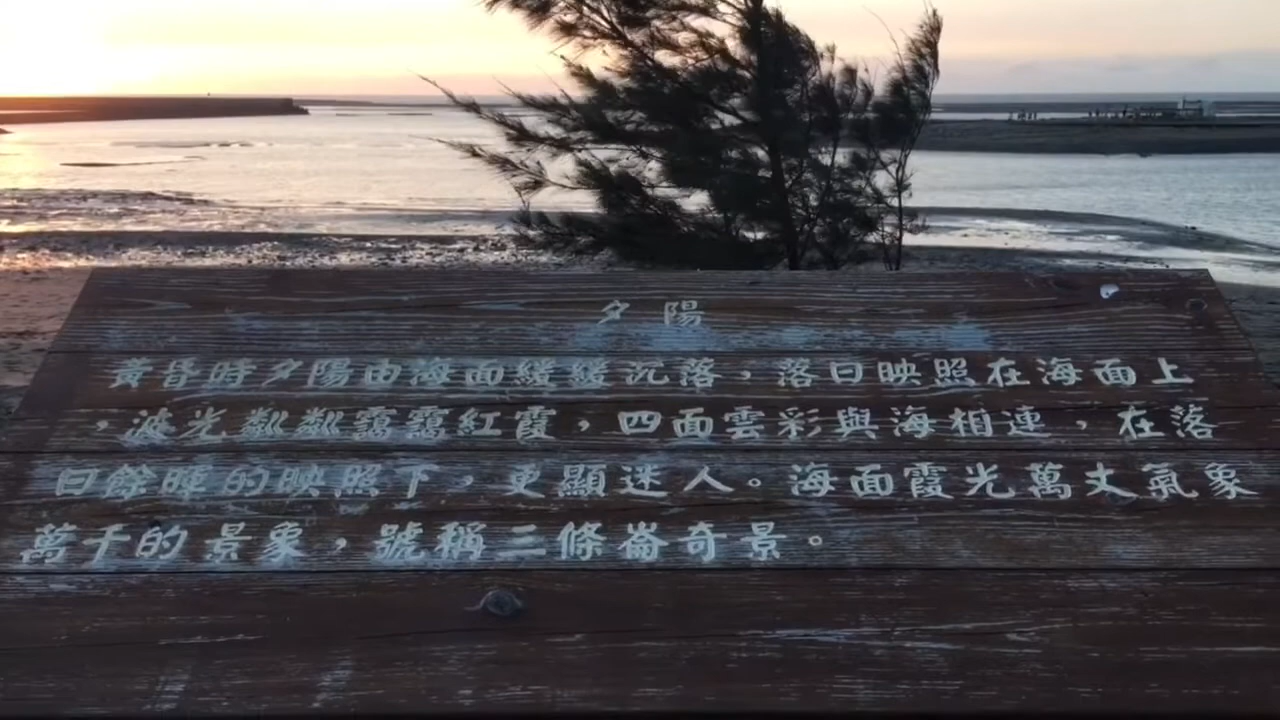 夕陽
黃昏時夕陽由海面緩緩沉落,落日映照在海面上
,波光粼粼靄靄紅霞,四面雲彩與海相連,在落
日餘暉的映照下,更顯迷人。海面霞光萬丈氣象
萬千的景象,號稱三條崙奇景。